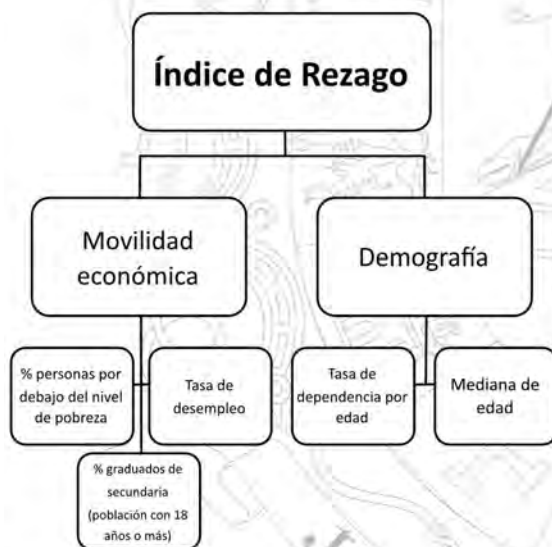 Índice de Rezago
Movilidad
económica
Demografía
% personas por
debajo del nivel
de pobreza
Tasa de
desempleo
Tasa de
dependencia por
edad
Mediana de
edad
% graduados de
secundaria
(población con 18
años o más)